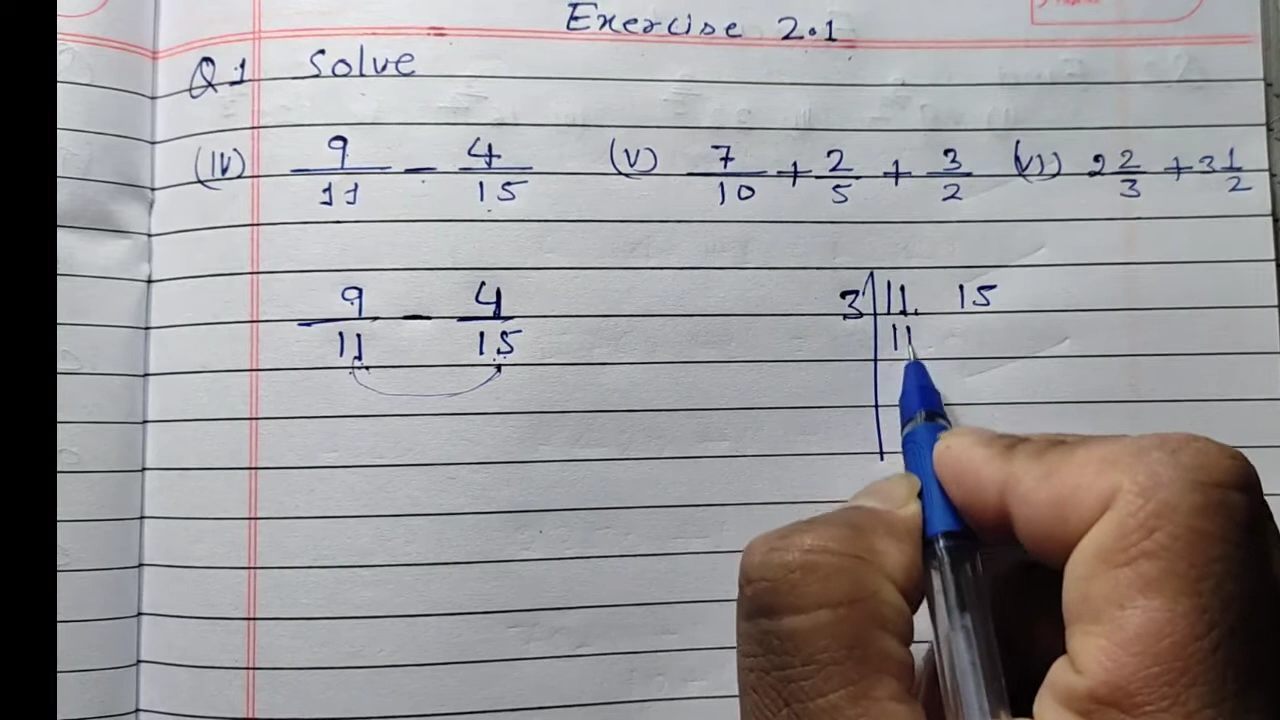 Exercise 2.1
Q1 Solve
(IV) 9/11 - 4/15 (V) 7/10 + 2/5 + 3/2 (VI) 2 2/3 + 3 1/2
9/11 - 4/15
3 11. 15
11